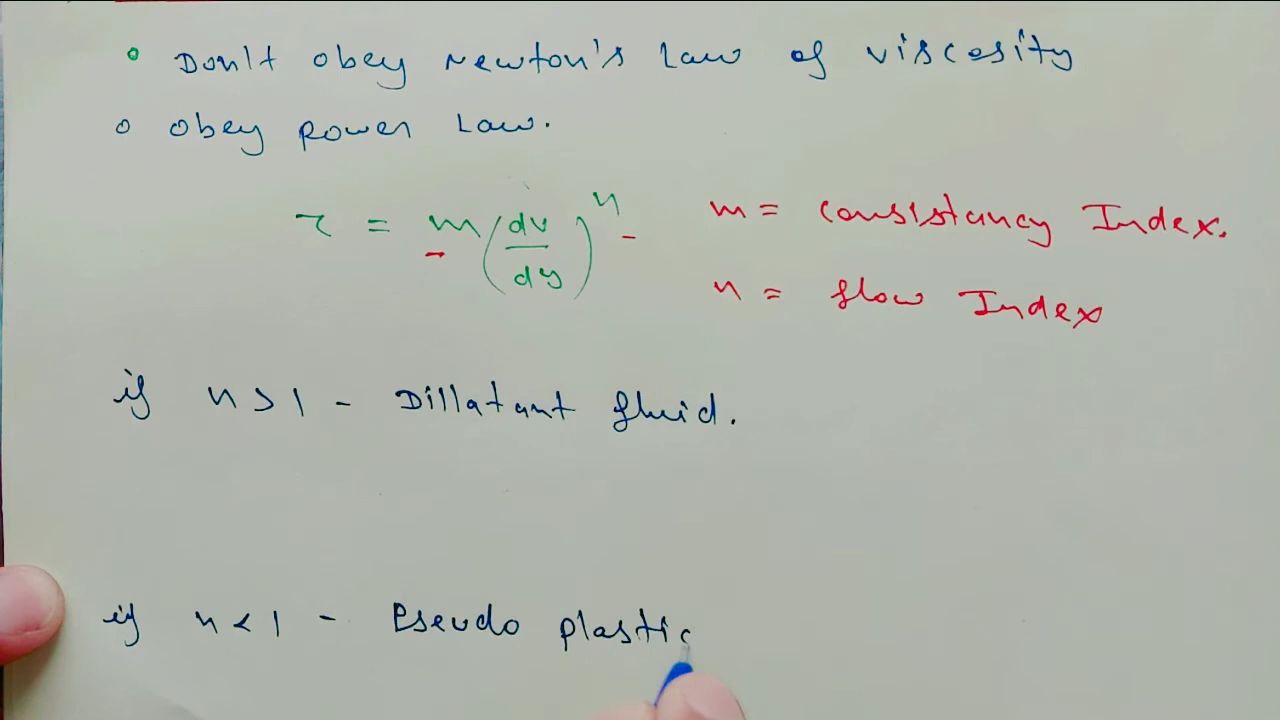 ° Don't obey Newton's Law of viscosity
° obey power Law.
τ = m (dv/dy)^n
m = consistancy Index.
n = flow Index
if n > 1 - Dillatant fluid.
if n < 1 - Pseudo plastic